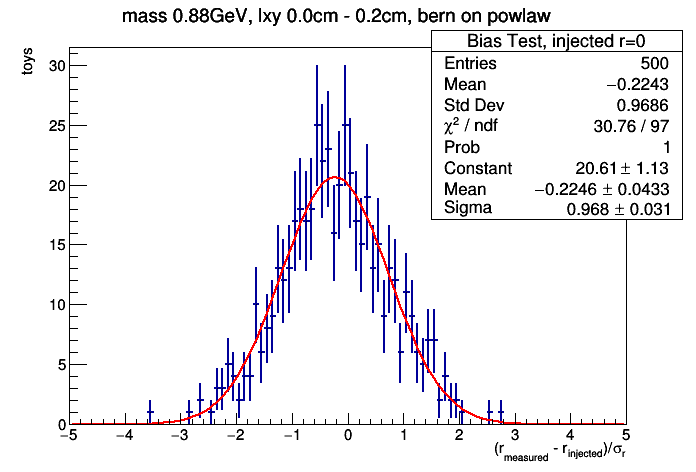 mass 0.88GeV, lxy 0.0cm - 0.2cm, bern on powlaw
Bias Test, injected r=0
Entries 500
Mean −0.2243
Std Dev 0.9686
χ² / ndf 30.76 / 97
Prob 1
Constant 20.61 ± 1.13
Mean −0.2246 ± 0.0433
Sigma 0.968 ± 0.031
toys
30
25
20
15
10
5
0
−5 −4 −3 −2 −1 0 1 2 3 4 5
(r_measured - r_injected)/σ_r